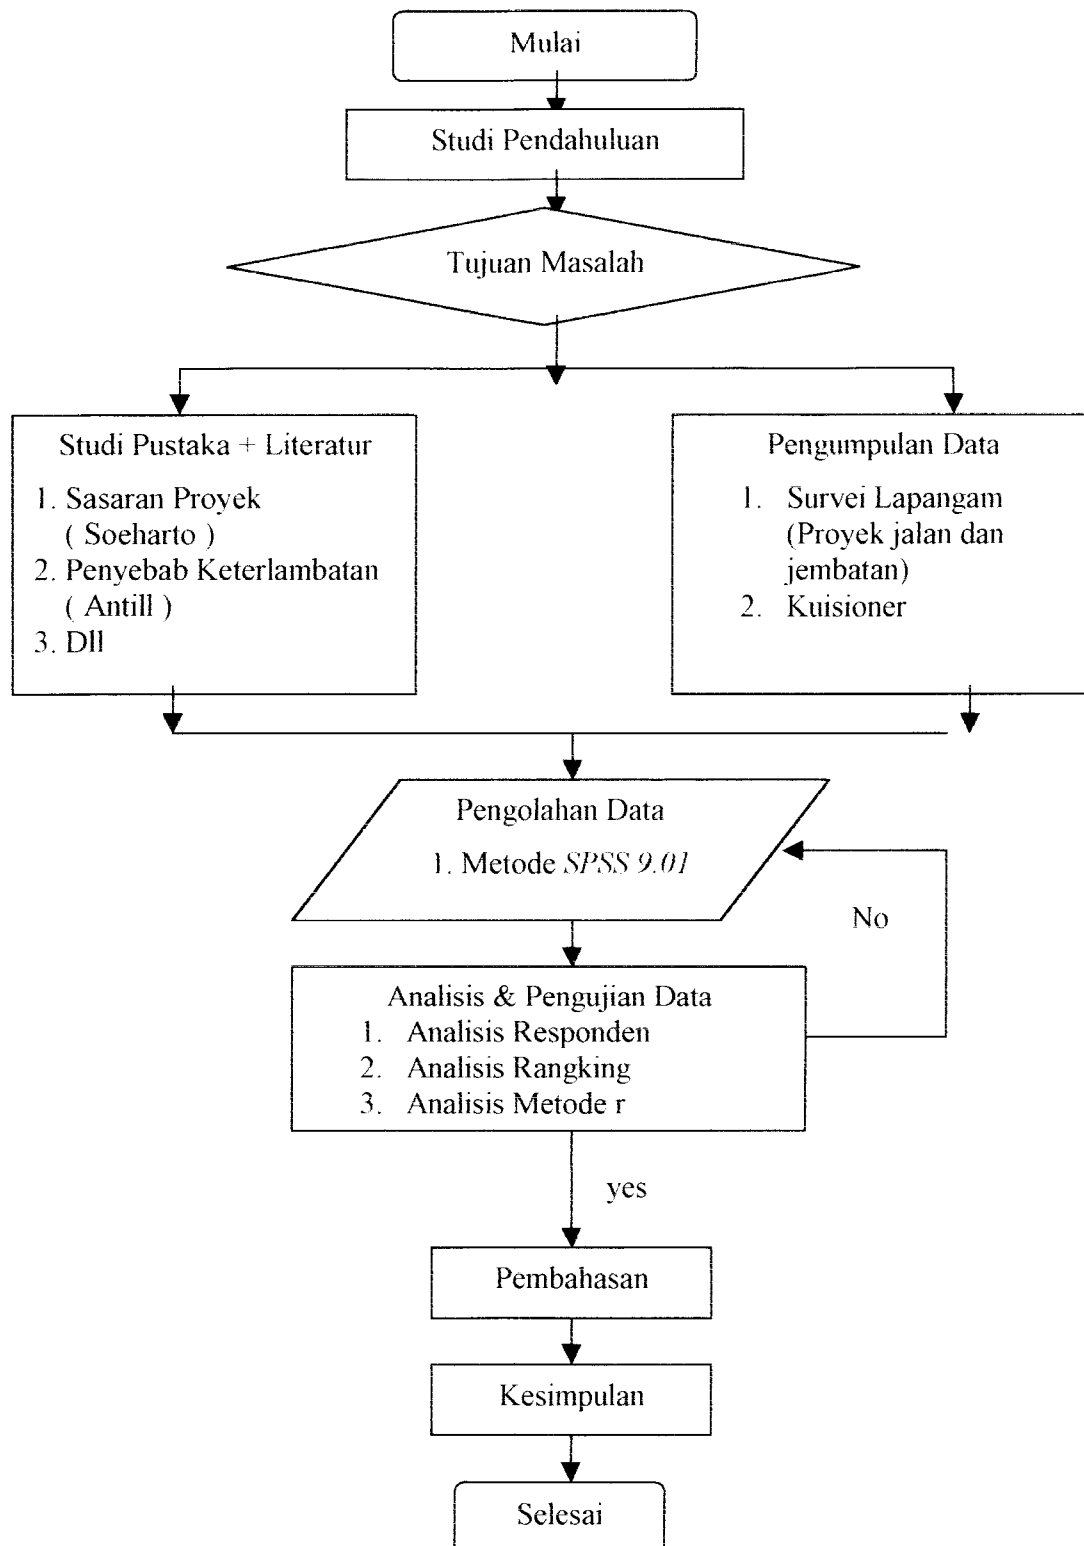 Mulai
Studi Pendahuluan
Tujuan Masalah
Studi Pustaka + Literatur
1. Sasaran Proyek
( Soeharto )
2. Penyebab Keterlambatan
( Antill )
3. Dll
Pengumpulan Data
1. Survei Lapangam
(Proyek jalan dan
jembatan)
2. Kuisioner
Pengolahan Data
1. Metode SPSS 9.01
No
Analisis & Pengujian Data
1. Analisis Responden
2. Analisis Rangking
3. Analisis Metode r
yes
Pembahasan
Kesimpulan
Selesai